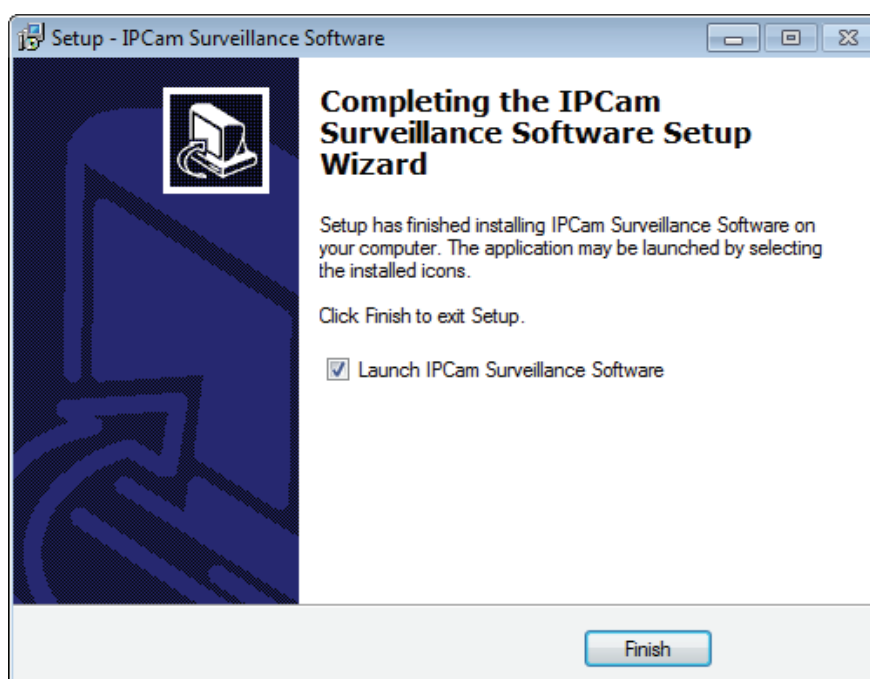 Setup - IPCam Surveillance Software
Completing the IPCam
Surveillance Software Setup
Wizard
Setup has finished installing IPCam Surveillance Software on
your computer. The application may be launched by selecting
the installed icons.
Click Finish to exit Setup.
Launch IPCam Surveillance Software
Finish